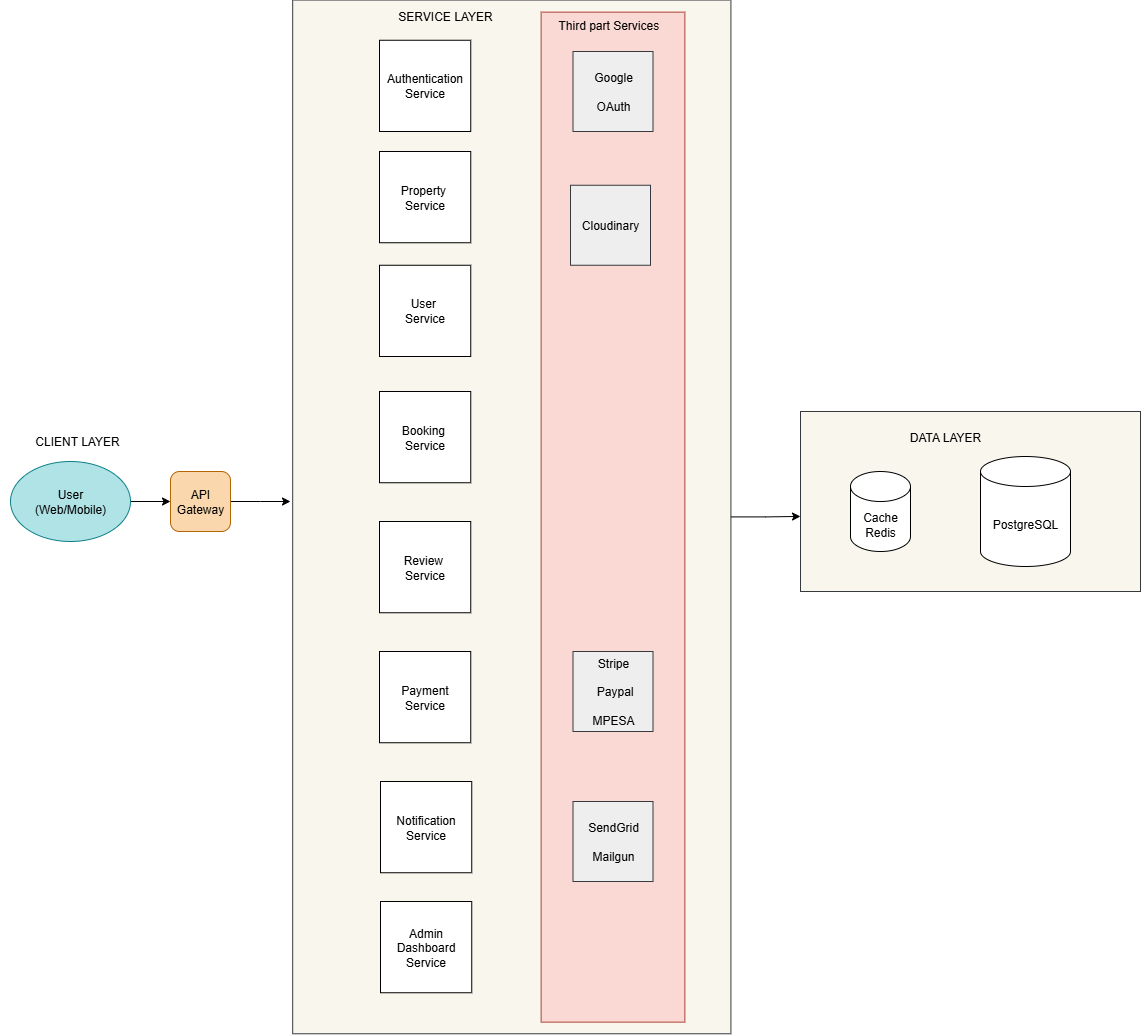 CLIENT LAYER
User
(Web/Mobile)
API
Gateway
SERVICE LAYER
Authentication
Service
Property
Service
User
Service
Booking
Service
Review
Service
Payment
Service
Notification
Service
Admin
Dashboard
Service
Third part Services
Google
OAuth
Cloudinary
Stripe
Paypal
MPESA
SendGrid
Mailgun
DATA LAYER
Cache
Redis
PostgreSQL